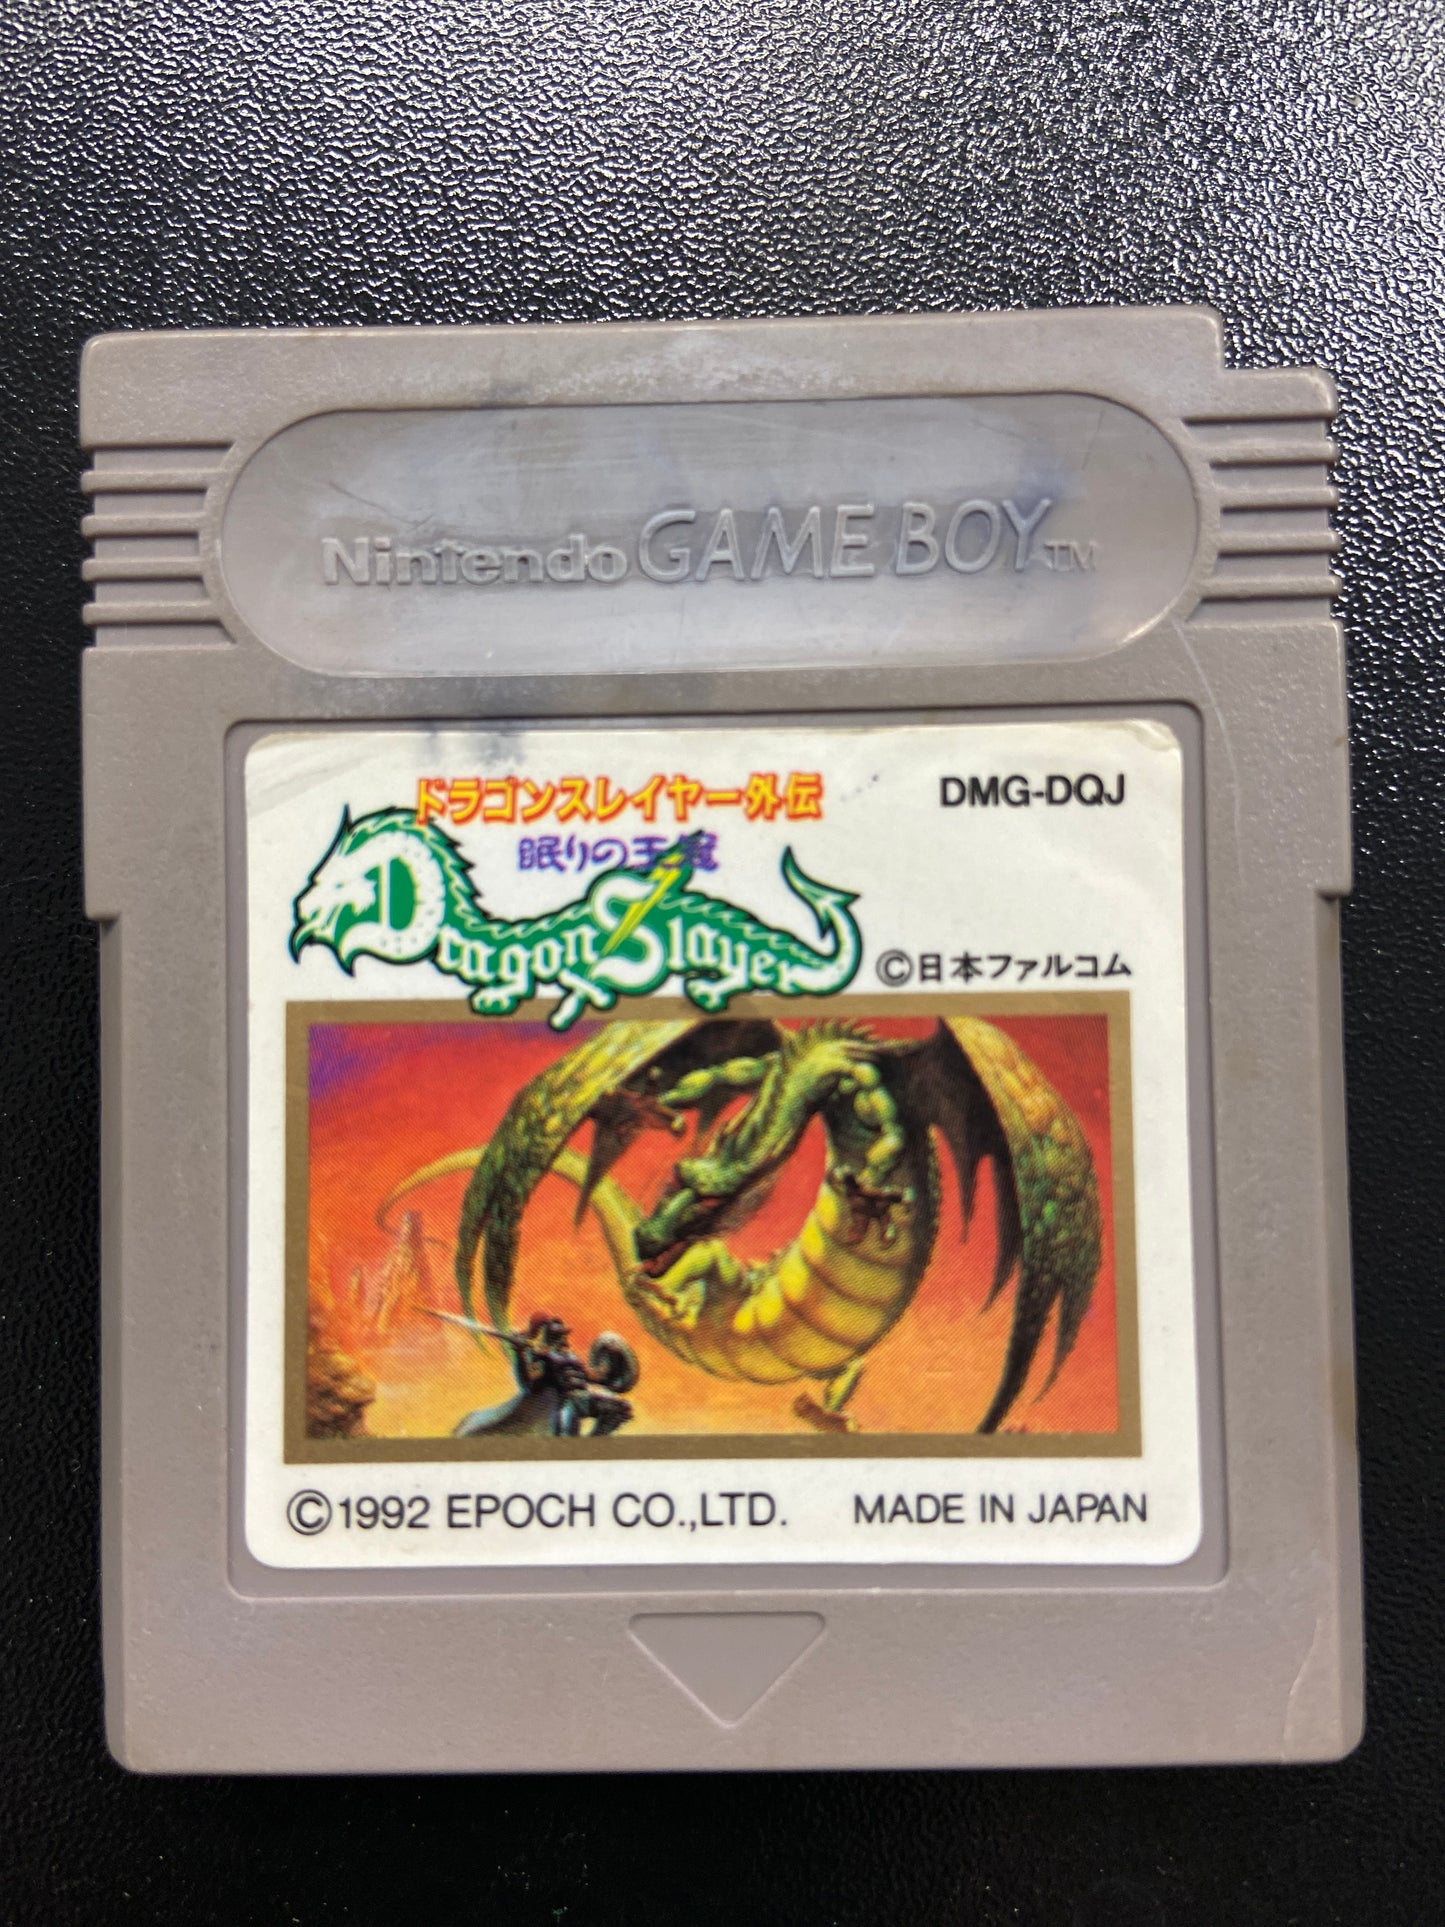 Nintendo GAME BOY TM
ドラゴンスレイヤー外伝
DMG-DQJ
眠りの王冠
Dragon Slayer
©日本ファルコム
©1992 EPOCH CO.,LTD. MADE IN JAPAN